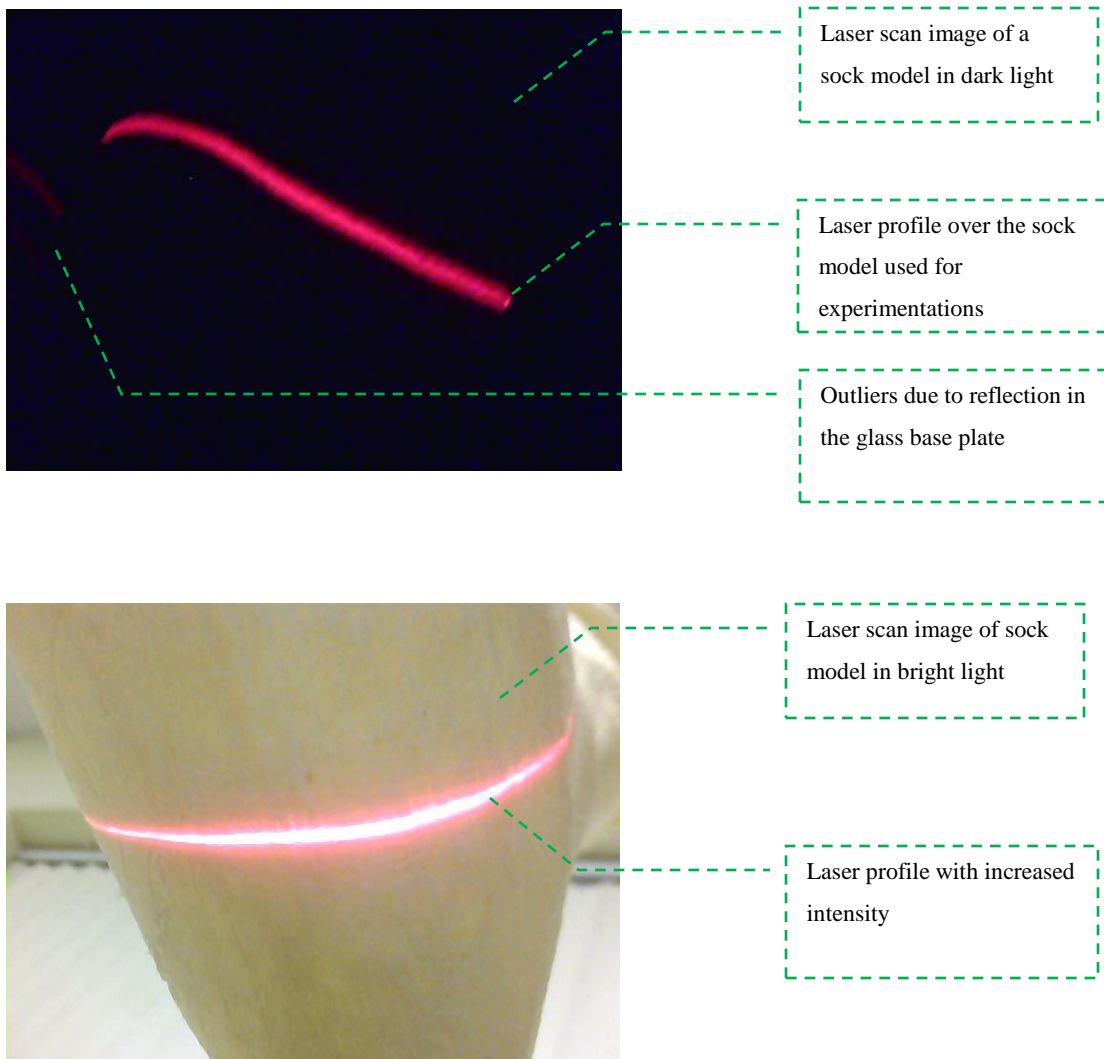 Laser scan image of a
sock model in dark light
Laser profile over the sock
model used for
experimentations
Outliers due to reflection in
the glass base plate
Laser scan image of sock
model in bright light
Laser profile with increased
intensity